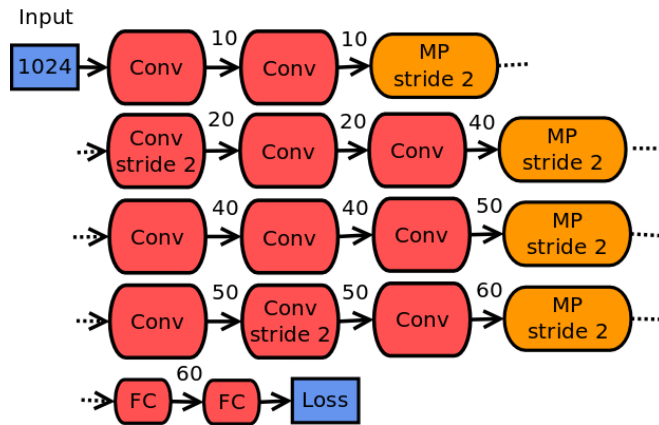 Input
1024
Conv
10
Conv
10
MP
stride 2
Conv
stride 2
20
Conv
20
Conv
40
MP
stride 2
Conv
40
Conv
40
Conv
50
MP
stride 2
Conv
50
Conv
stride 2
50
Conv
60
MP
stride 2
FC
60
FC
Loss